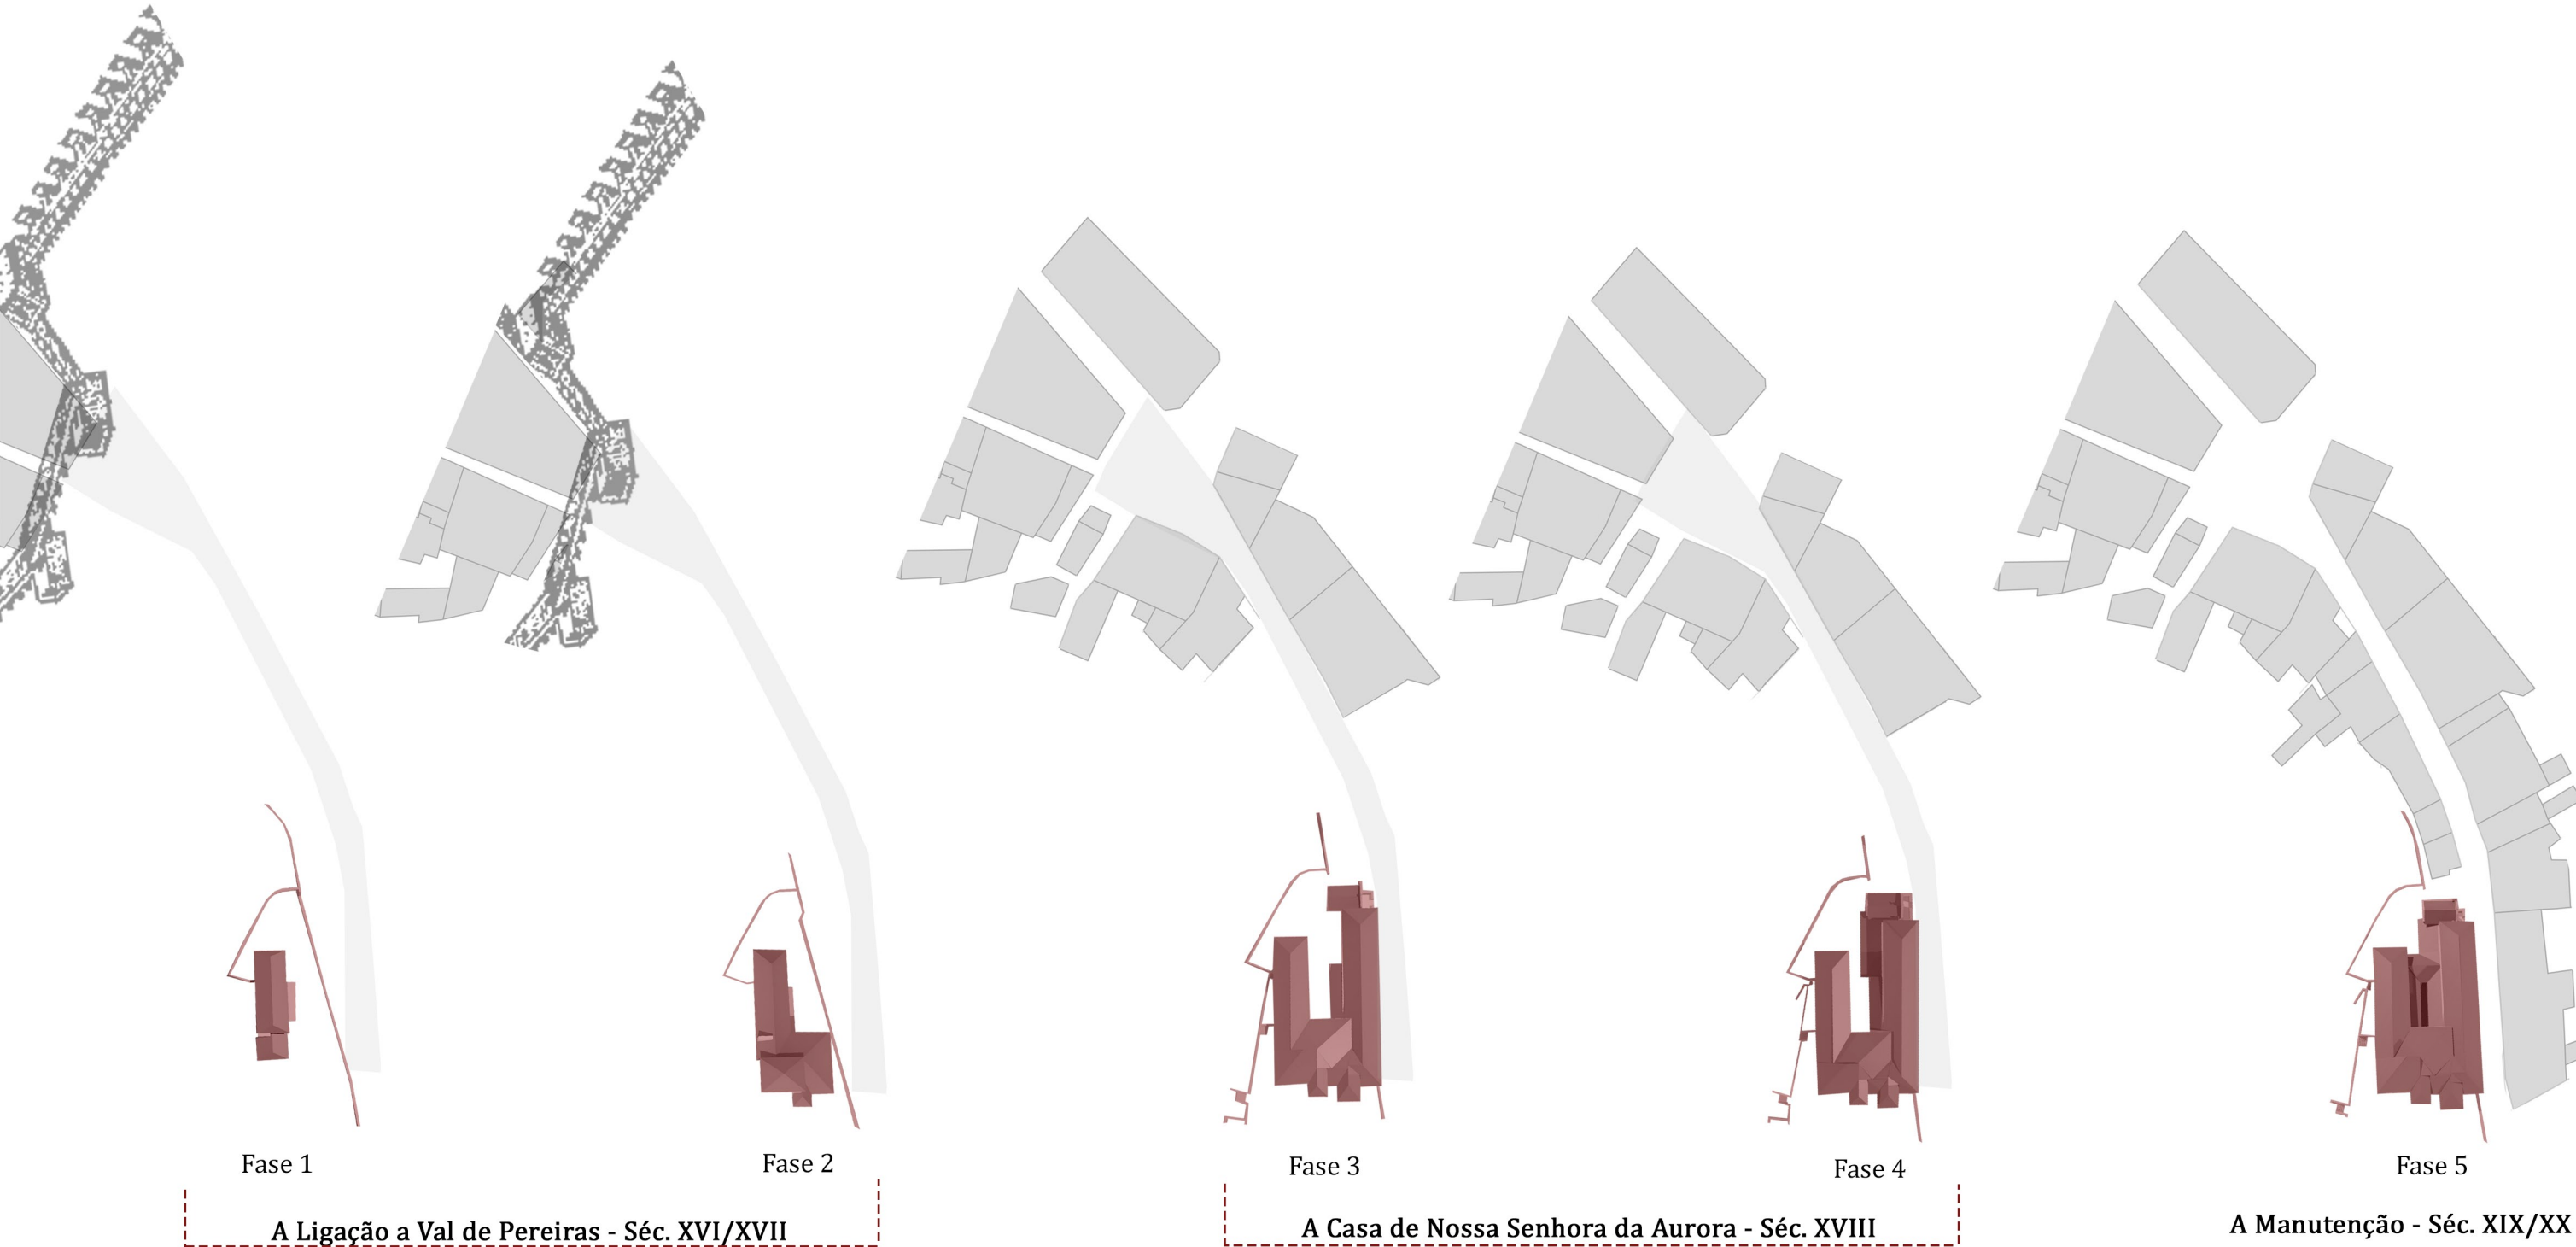 Fase 1
Fase 2
Fase 3
Fase 4
Fase 5
A Ligação a Val de Pereiras - Séc. XVI/XVII
A Casa de Nossa Senhora da Aurora - Séc. XVIII
A Manutenção - Séc. XIX/XX